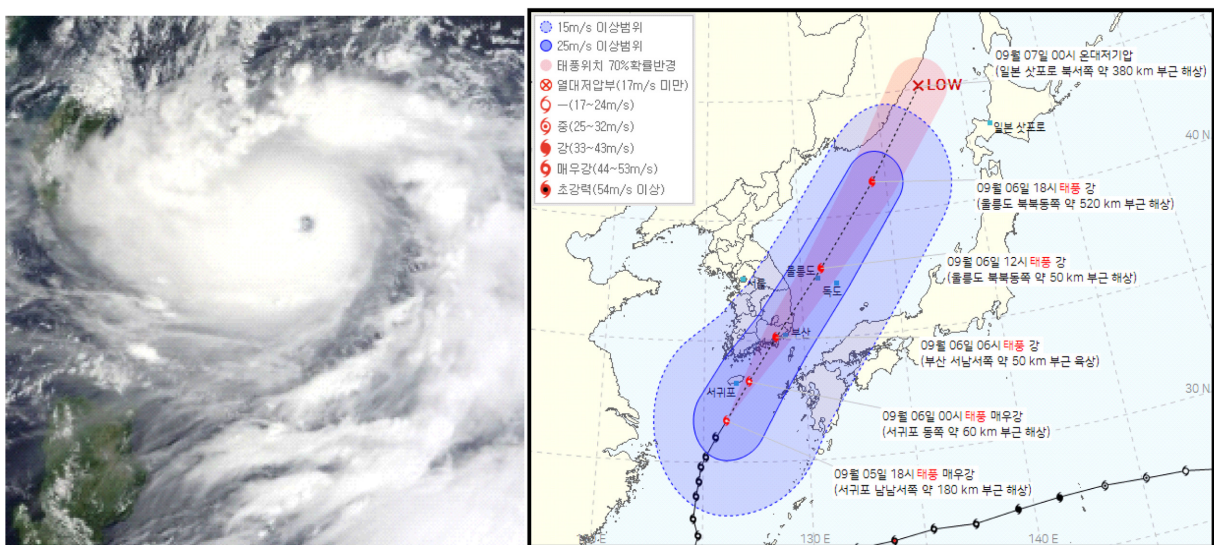 15m/s 이상범위
25m/s 이상범위
태풍위치 70%확률반경
열대저압부(17m/s 미만)
—(17~24m/s)
중(25~32m/s)
강(33~43m/s)
매우강(44~53m/s)
초강력(54m/s 이상)
LOW
09월 07일 00시 온대저기압
(일본 삿포로 북서쪽 약 380 km 부근 해상)
일본 삿포로
40 N
09월 06일 18시 태풍 강
(울릉도 북북동쪽 약 520 km 부근 해상)
09월 06일 12시 태풍 강
(울릉도 북북동쪽 약 50 km 부근 해상)
울릉도
독도
서울
부산
09월 06일 06시 태풍 강
(부산 서남서쪽 약 50 km 부근 육상)
30 N
서귀포
09월 06일 00시 태풍 매우강
(서귀포 동쪽 약 60 km 부근 해상)
09월 05일 18시 태풍 매우강
(서귀포 남남서쪽 약 180 km 부근 해상)
130 E
140 E